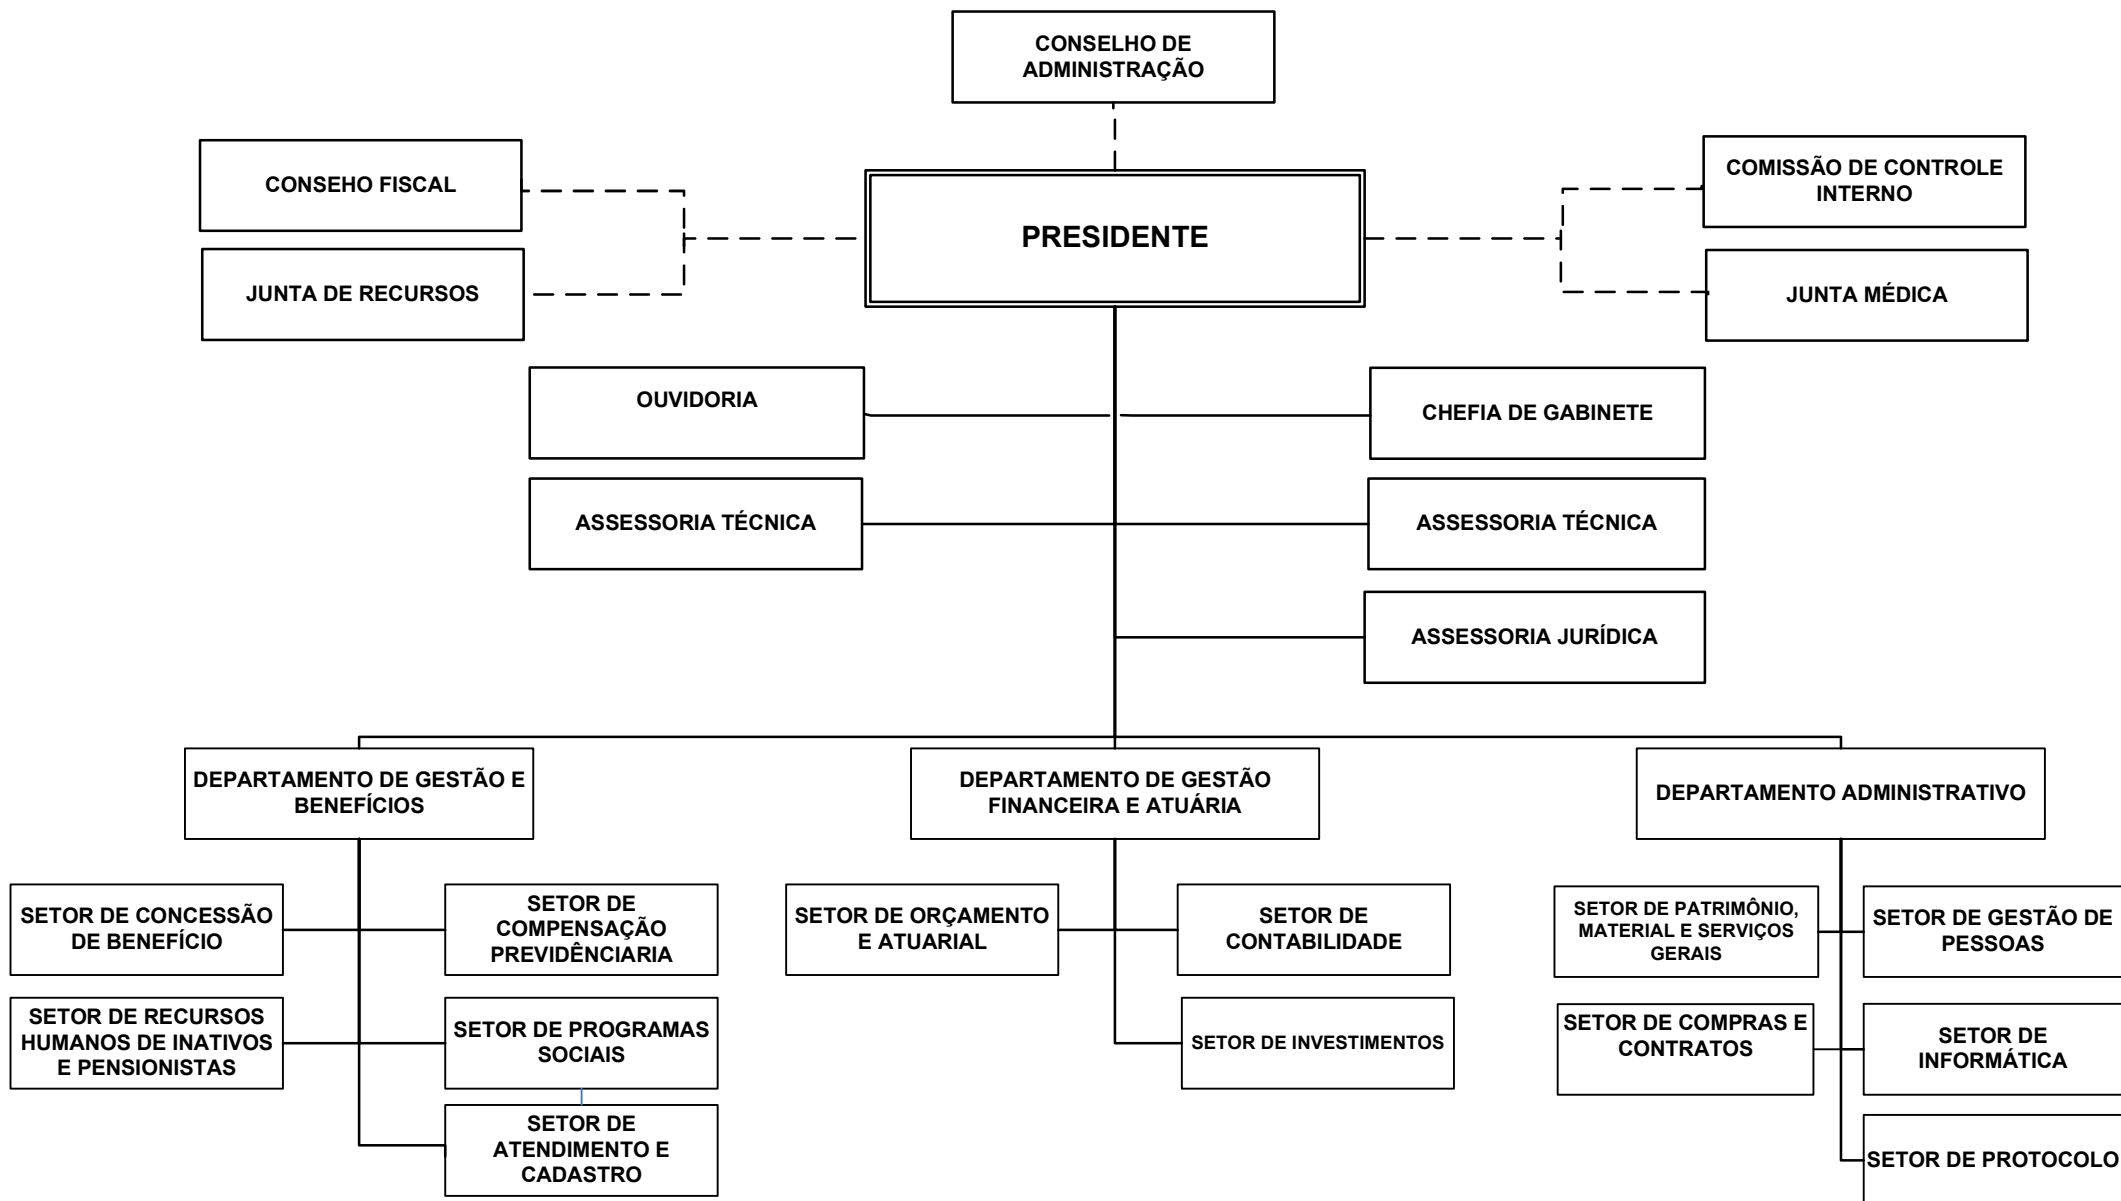 CONSELHO DE
ADMINISTRAÇÃO
CONSEHO FISCAL
COMISSÃO DE CONTROLE
INTERNO
PRESIDENTE
JUNTA DE RECURSOS
JUNTA MÉDICA
OUVIDORIA
CHEFIA DE GABINETE
ASSESSORIA TÉCNICA
ASSESSORIA TÉCNICA
ASSESSORIA JURÍDICA
DEPARTAMENTO DE GESTÃO E
BENEFÍCIOS
DEPARTAMENTO DE GESTÃO
FINANCEIRA E ATUÁRIA
DEPARTAMENTO ADMINISTRATIVO
SETOR DE CONCESSÃO
DE BENEFÍCIO
SETOR DE
COMPENSAÇÃO
PREVIDÊNCIARIA
SETOR DE ORÇAMENTO
E ATUARIAL
SETOR DE
CONTABILIDADE
SETOR DE PATRIMÔNIO,
MATERIAL E SERVIÇOS
GERAIS
SETOR DE GESTÃO DE
PESSOAS
SETOR DE RECURSOS
HUMANOS DE INATIVOS
E PENSIONISTAS
SETOR DE PROGRAMAS
SOCIAIS
SETOR DE INVESTIMENTOS
SETOR DE COMPRAS E
CONTRATOS
SETOR DE
INFORMÁTICA
SETOR DE
ATENDIMENTO E
CADASTRO
SETOR DE PROTOCOLO